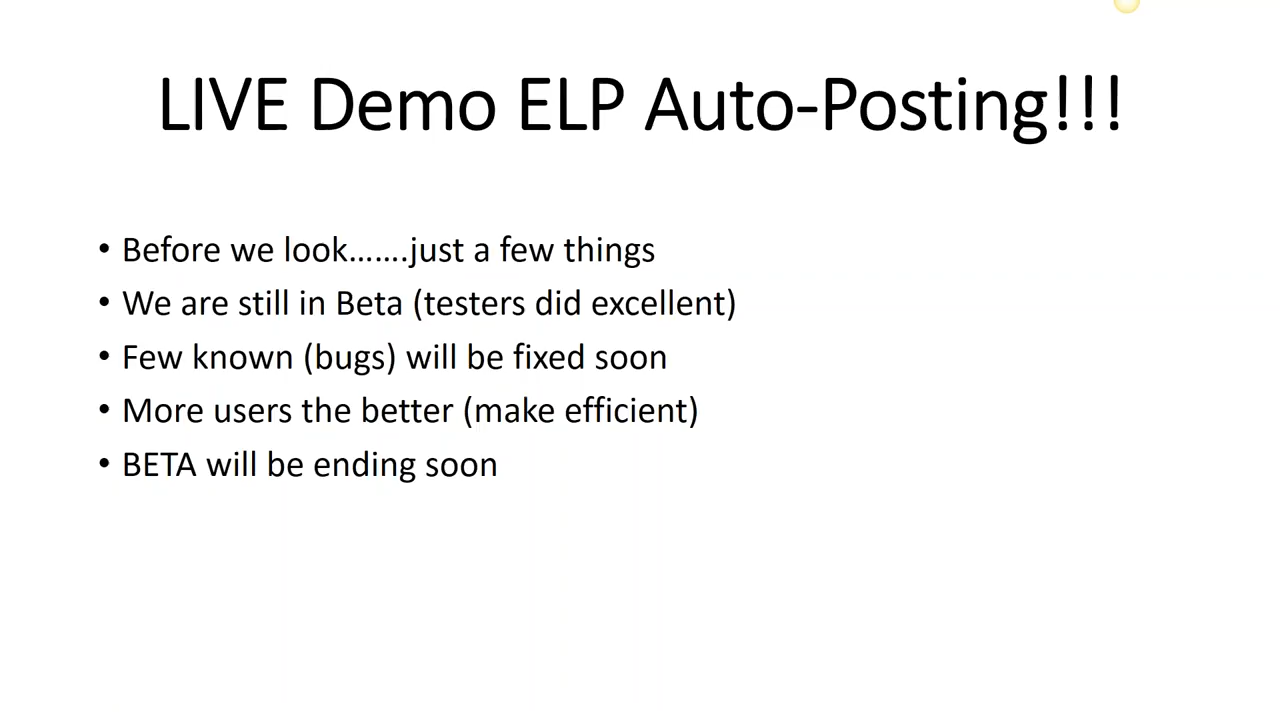 LIVE Demo ELP Auto-Posting!!!
• Before we look…….just a few things
• We are still in Beta (testers did excellent)
• Few known (bugs) will be fixed soon
• More users the better (make efficient)
• BETA will be ending soon